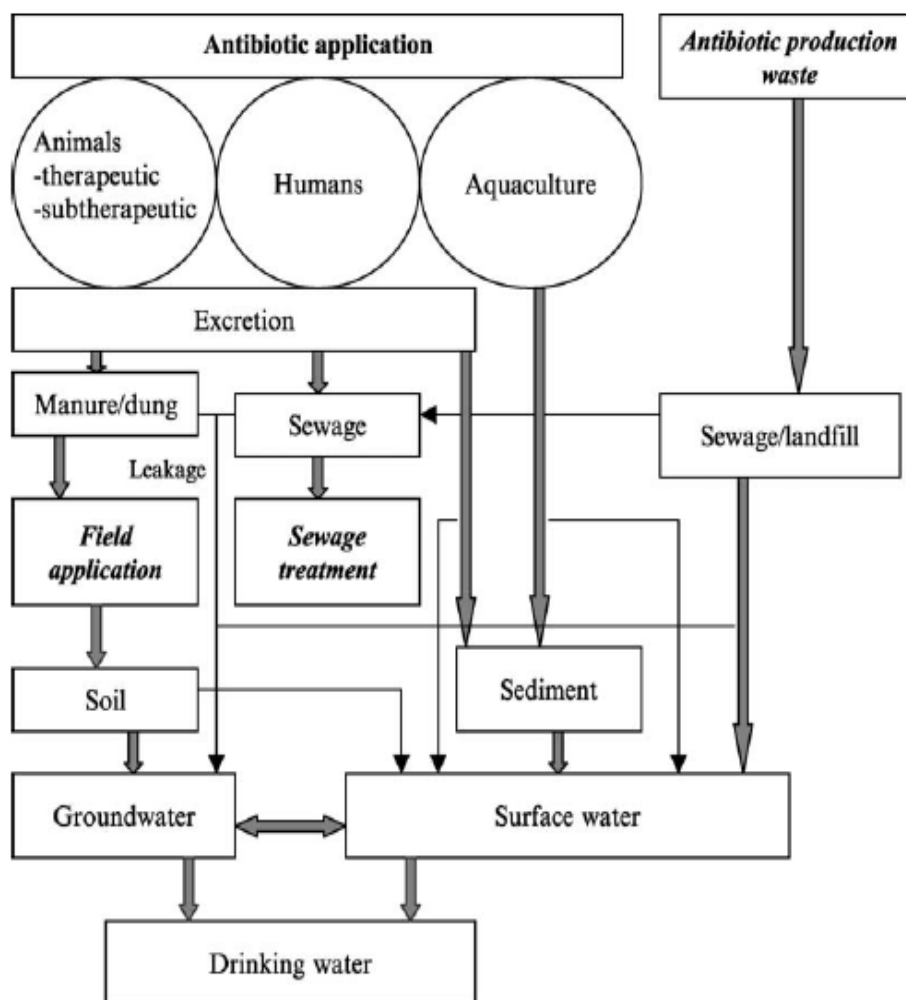 Antibiotic application
Antibiotic production
waste
Animals
-therapeutic
-subtherapeutic
Humans
Aquaculture
Excretion
Manure/dung
Sewage
Sewage/landfill
Leakage
Field
application
Sewage
treatment
Soil
Sediment
Groundwater
Surface water
Drinking water